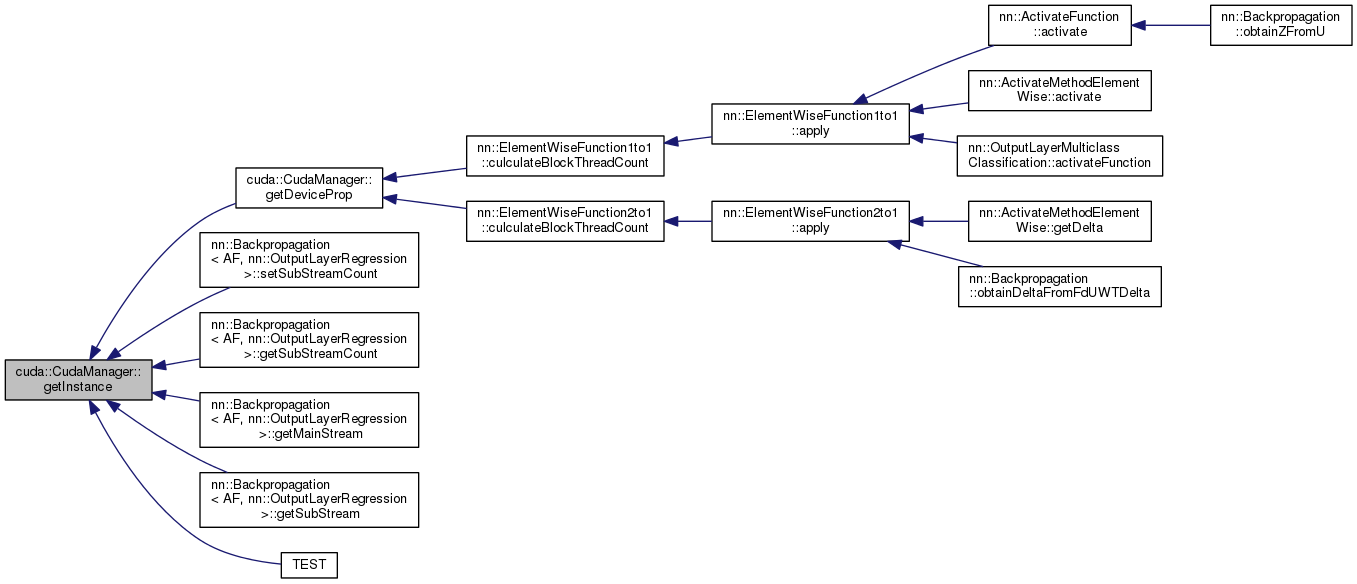 cuda::CudaManager::
getInstance
cuda::CudaManager::
getDeviceProp
nn::ElementWiseFunction1to1
::culculateBlockThreadCount
nn::ElementWiseFunction1to1
::apply
nn::ActivateFunction
::activate
nn::Backpropagation
::obtainZFromU
nn::ActivateMethodElement
Wise::activate
nn::OutputLayerMulticlass
Classification::activateFunction
nn::ElementWiseFunction2to1
::culculateBlockThreadCount
nn::ElementWiseFunction2to1
::apply
nn::ActivateMethodElement
Wise::getDelta
nn::Backpropagation
::obtainDeltaFromFdUWTDelta
nn::Backpropagation
< AF, nn::OutputLayerRegression
>::setSubStreamCount
nn::Backpropagation
< AF, nn::OutputLayerRegression
>::getSubStreamCount
nn::Backpropagation
< AF, nn::OutputLayerRegression
>::getMainStream
nn::Backpropagation
< AF, nn::OutputLayerRegression
>::getSubStream
TEST